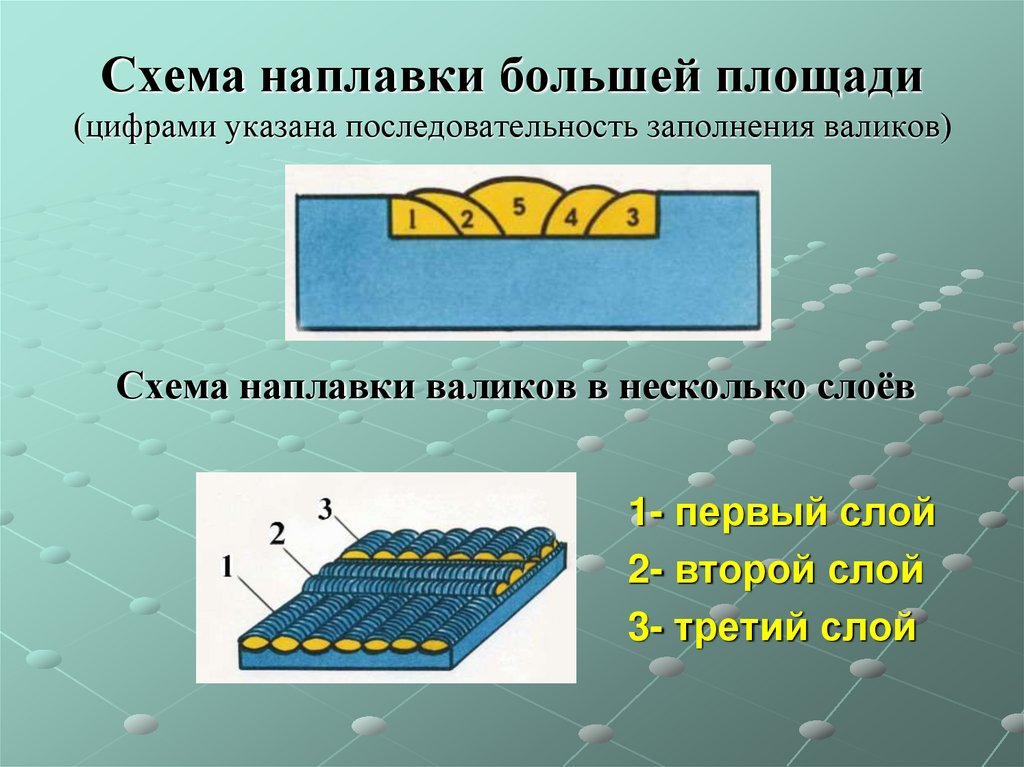 Схема наплавки большей площади
(цифрами указана последовательность заполнения валиков)
1 2 5 4 3
Схема наплавки валиков в несколько слоёв
3
2
1
1- первый слой
2- второй слой
3- третий слой